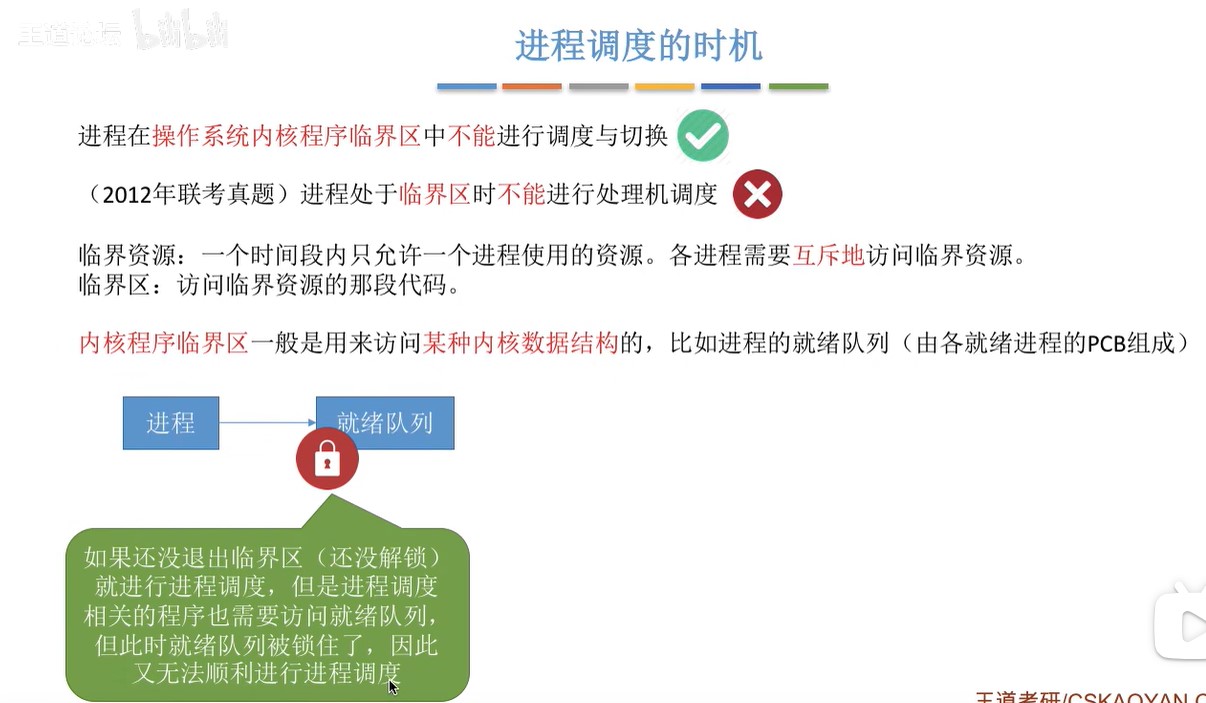 王道论坛 bilibili
进程调度的时机
进程在操作系统内核程序临界区中不能进行调度与切换
（2012年联考真题）进程处于临界区时不能进行处理机调度
临界资源：一个时间段内只允许一个进程使用的资源。各进程需要互斥地访问临界资源。
临界区：访问临界资源的那段代码。
内核程序临界区一般是用来访问某种内核数据结构的，比如进程的就绪队列（由各就绪进程的PCB组成）
进程
就绪队列
如果还没退出临界区（还没解锁）
就进行进程调度，但是进程调度
相关的程序也需要访问就绪队列，
但此时就绪队列被锁住了，因此
又无法顺利进行进程调度
王道考研/CSKAOYAN.C